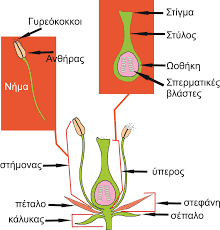 Γυρεόκοκκοι
Ανθήρας
Νήμα
Στίγμα
Στύλος
Ωοθήκη
Σπερματικές
βλάστες
στήμονας
ύπερος
πέταλο
στεφάνη
κάλυκας
σέπαλο